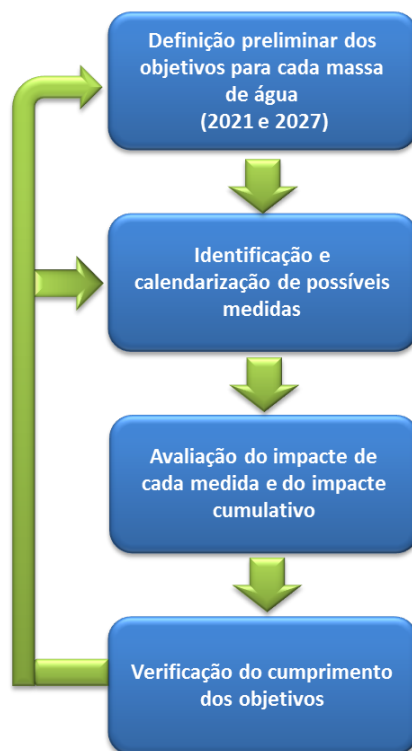 Definição preliminar dos
objetivos para cada massa
de água
(2021 e 2027)
Identificação e
calendarização de possíveis
medidas
Avaliação do impacte de
cada medida e do impacte
cumulativo
Verificação do cumprimento
dos objetivos